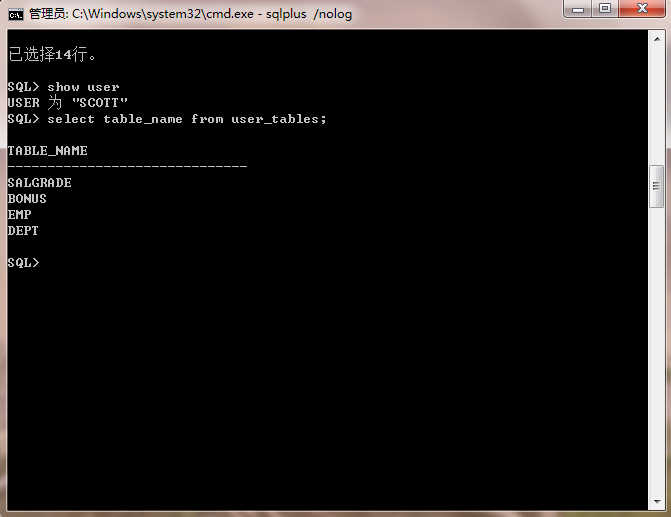 管理员: C:\Windows\system32\cmd.exe - sqlplus  /nolog
已选择14行。
SQL> show user
USER 为 "SCOTT"
SQL> select table_name from user_tables;
TABLE_NAME
------------------------------
SALGRADE
BONUS
EMP
DEPT
SQL>